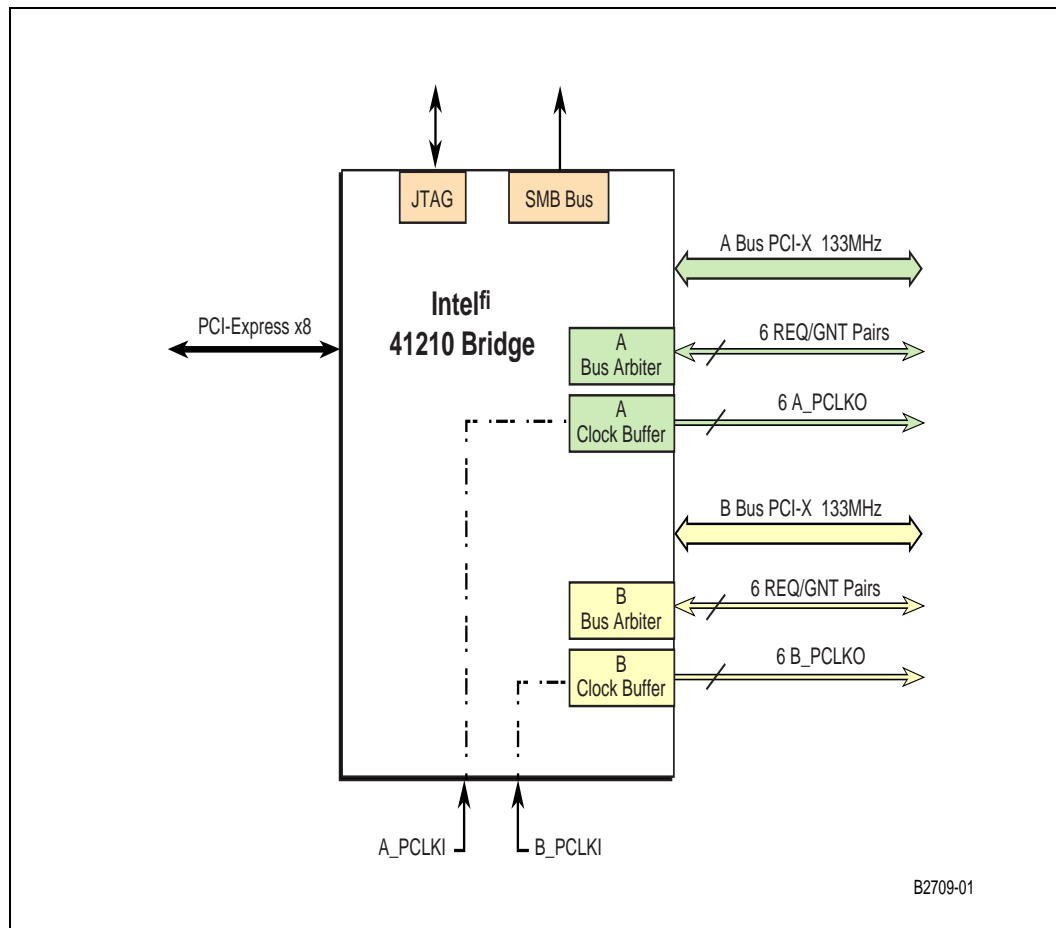 JTAG
SMB Bus
A Bus PCI-X 133MHz
Intelfi
41210 Bridge
PCI-Express x8
A
Bus Arbiter
6 REQ/GNT Pairs
A
Clock Buffer
6 A_PCLKO
B Bus PCI-X 133MHz
B
Bus Arbiter
6 REQ/GNT Pairs
B
Clock Buffer
6 B_PCLKO
A_PCLKI
B_PCLKI
B2709-01